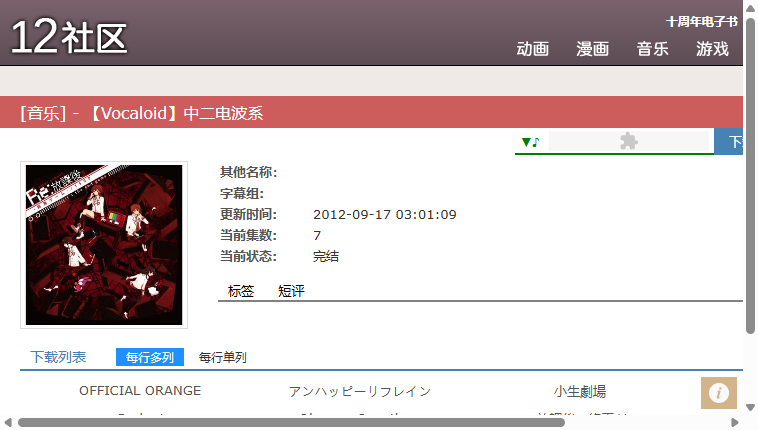 12社区
十周年电子书
动画 漫画 音乐 游戏
[音乐] - 【Vocaloid】中二电波系
▼♪
Re:放課後
其他名称:
字幕组:
更新时间: 2012-09-17 03:01:09
当前集数: 7
当前状态: 完结
标签 短评
下载列表 每行多列 每行单列
OFFICIAL ORANGE アンハッピーリフレイン 小生劇場